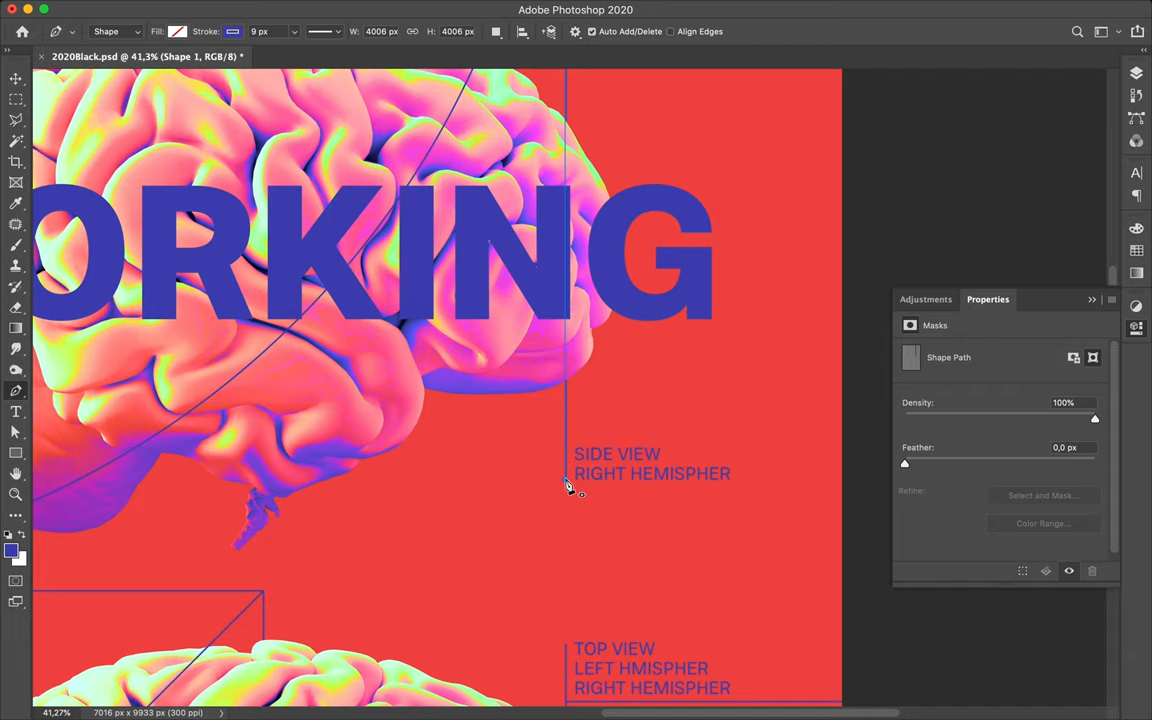 Adobe Photoshop 2020
Shape Fill: Stroke: 9 px W: 4006 px H: 4006 px Auto Add/Delete Align Edges
2020Black.psd @ 41,3% (Shape 1, RGB/8) *
ORKING
Adjustments Properties
Masks
Shape Path
Density: 100%
Feather: 0,0 px
Refine: Select and Mask...
Color Range...
SIDE VIEW
RIGHT HEMISPHER
TOP VIEW
LEFT HMISPHER
RIGHT HEMISPHER
41,27% 7016 px x 9933 px (300 ppi)